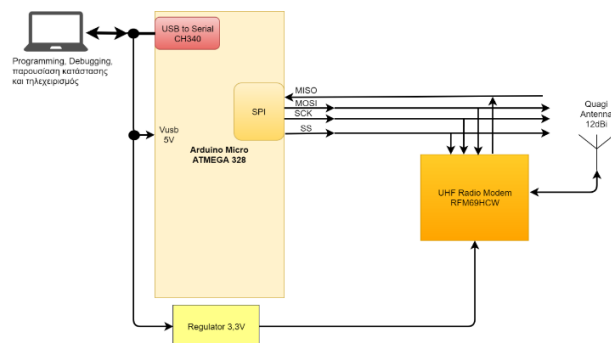 USB to Serial
CH340
Programming, Debugging,
παρουσίαση κατάστασης
και τηλεχειρισμός
MISO
MOSI
SCK
SS
SPI
Quagi
Antenna
12dBi
Vusb
5V
Arduino Micro
ATMEGA 328
UHF Radio Modem
RFM69HCW
Regulator 3,3V